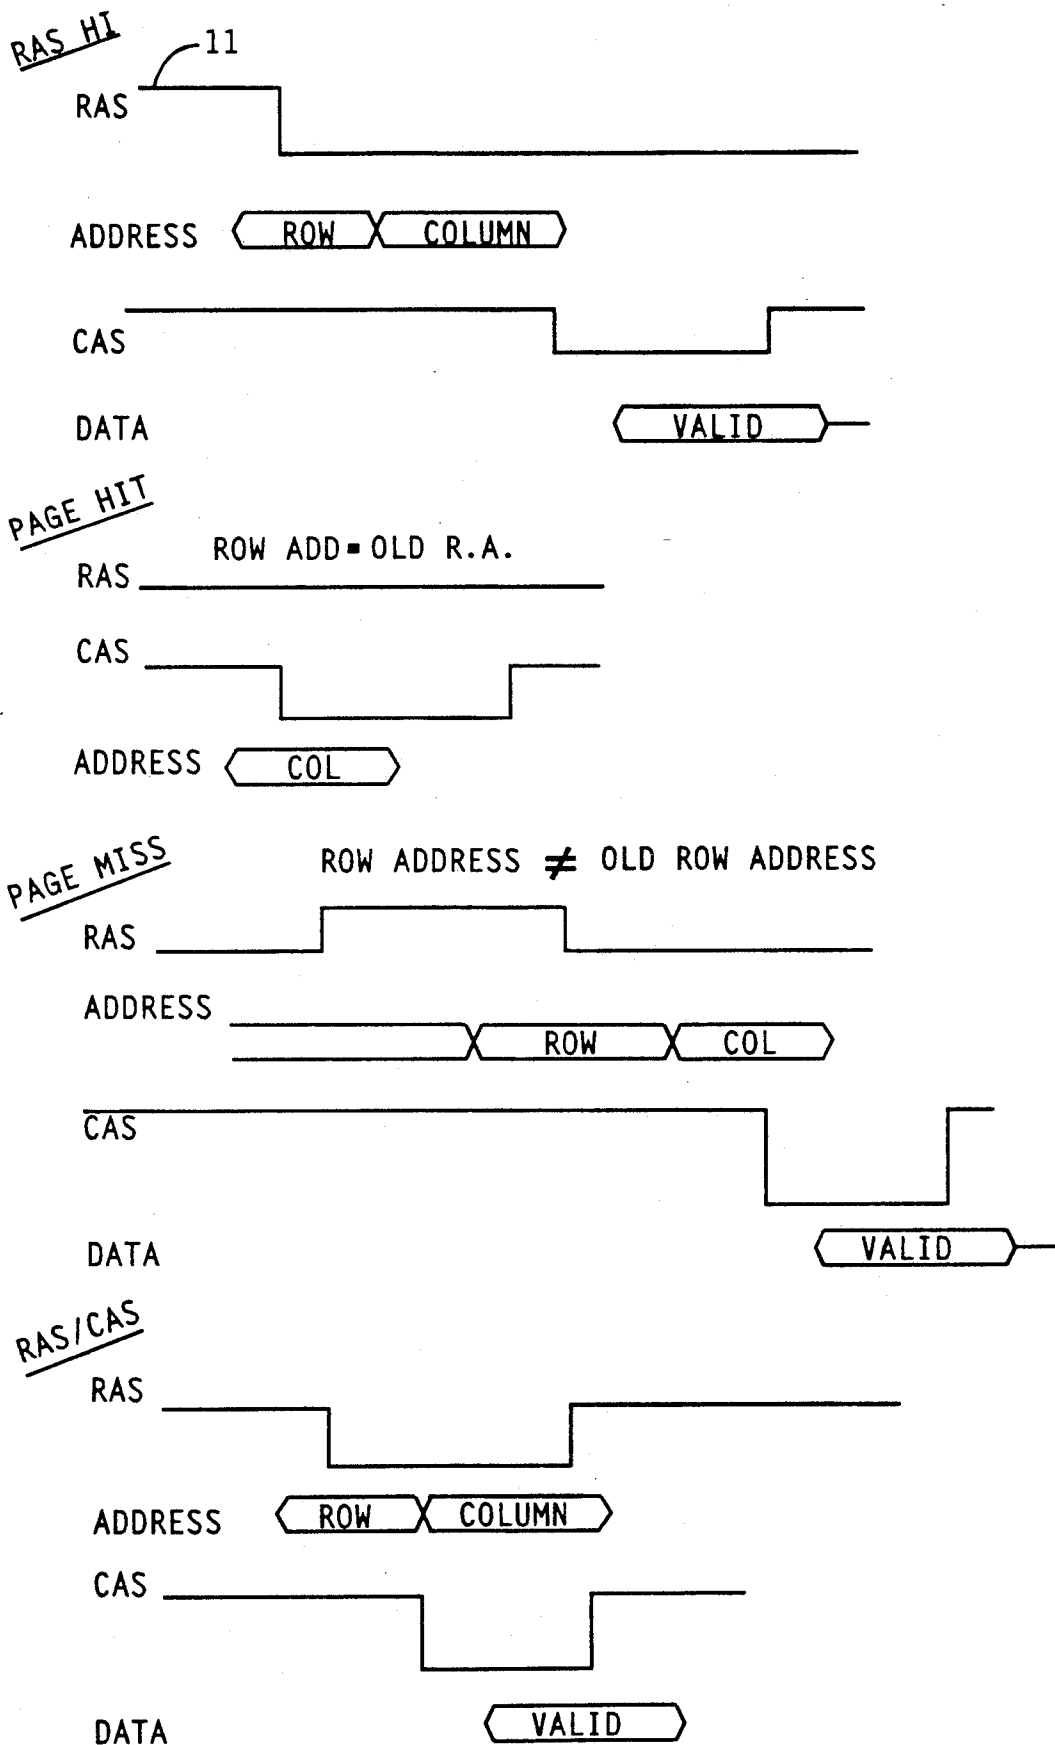 RAS HI
11
RAS
ADDRESS ROW COLUMN
CAS
DATA VALID
PAGE HIT
ROW ADD = OLD R.A.
RAS
CAS
ADDRESS COL
PAGE MISS
ROW ADDRESS ≠ OLD ROW ADDRESS
RAS
ADDRESS
ROW COL
CAS
DATA VALID
RAS/CAS
RAS
ADDRESS ROW COLUMN
CAS
DATA VALID